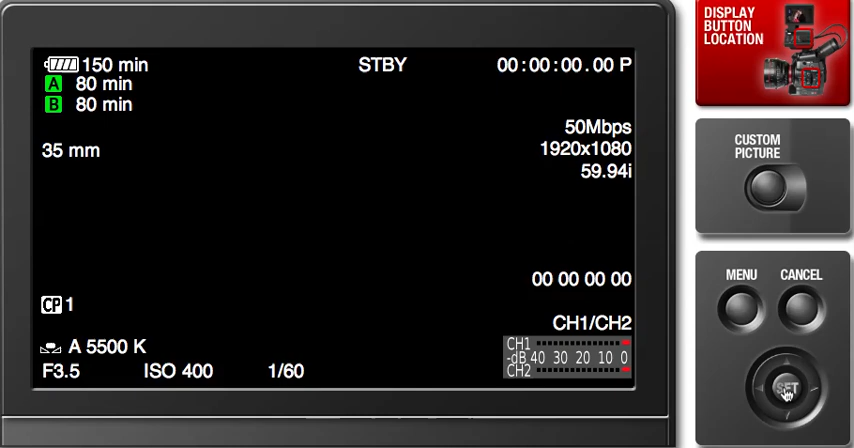 150 min
STBY
00:00:00.00 P
A 80 min
B 80 min
50Mbps
35 mm
1920x1080
59.94i
00 00 00 00
CP 1
CH1/CH2
A 5500 K
F3.5
ISO 400
1/60
CH1
-dB 40 30 20 10 0
CH2
DISPLAY
BUTTON
LOCATION
CUSTOM
PICTURE
MENU
CANCEL
SET